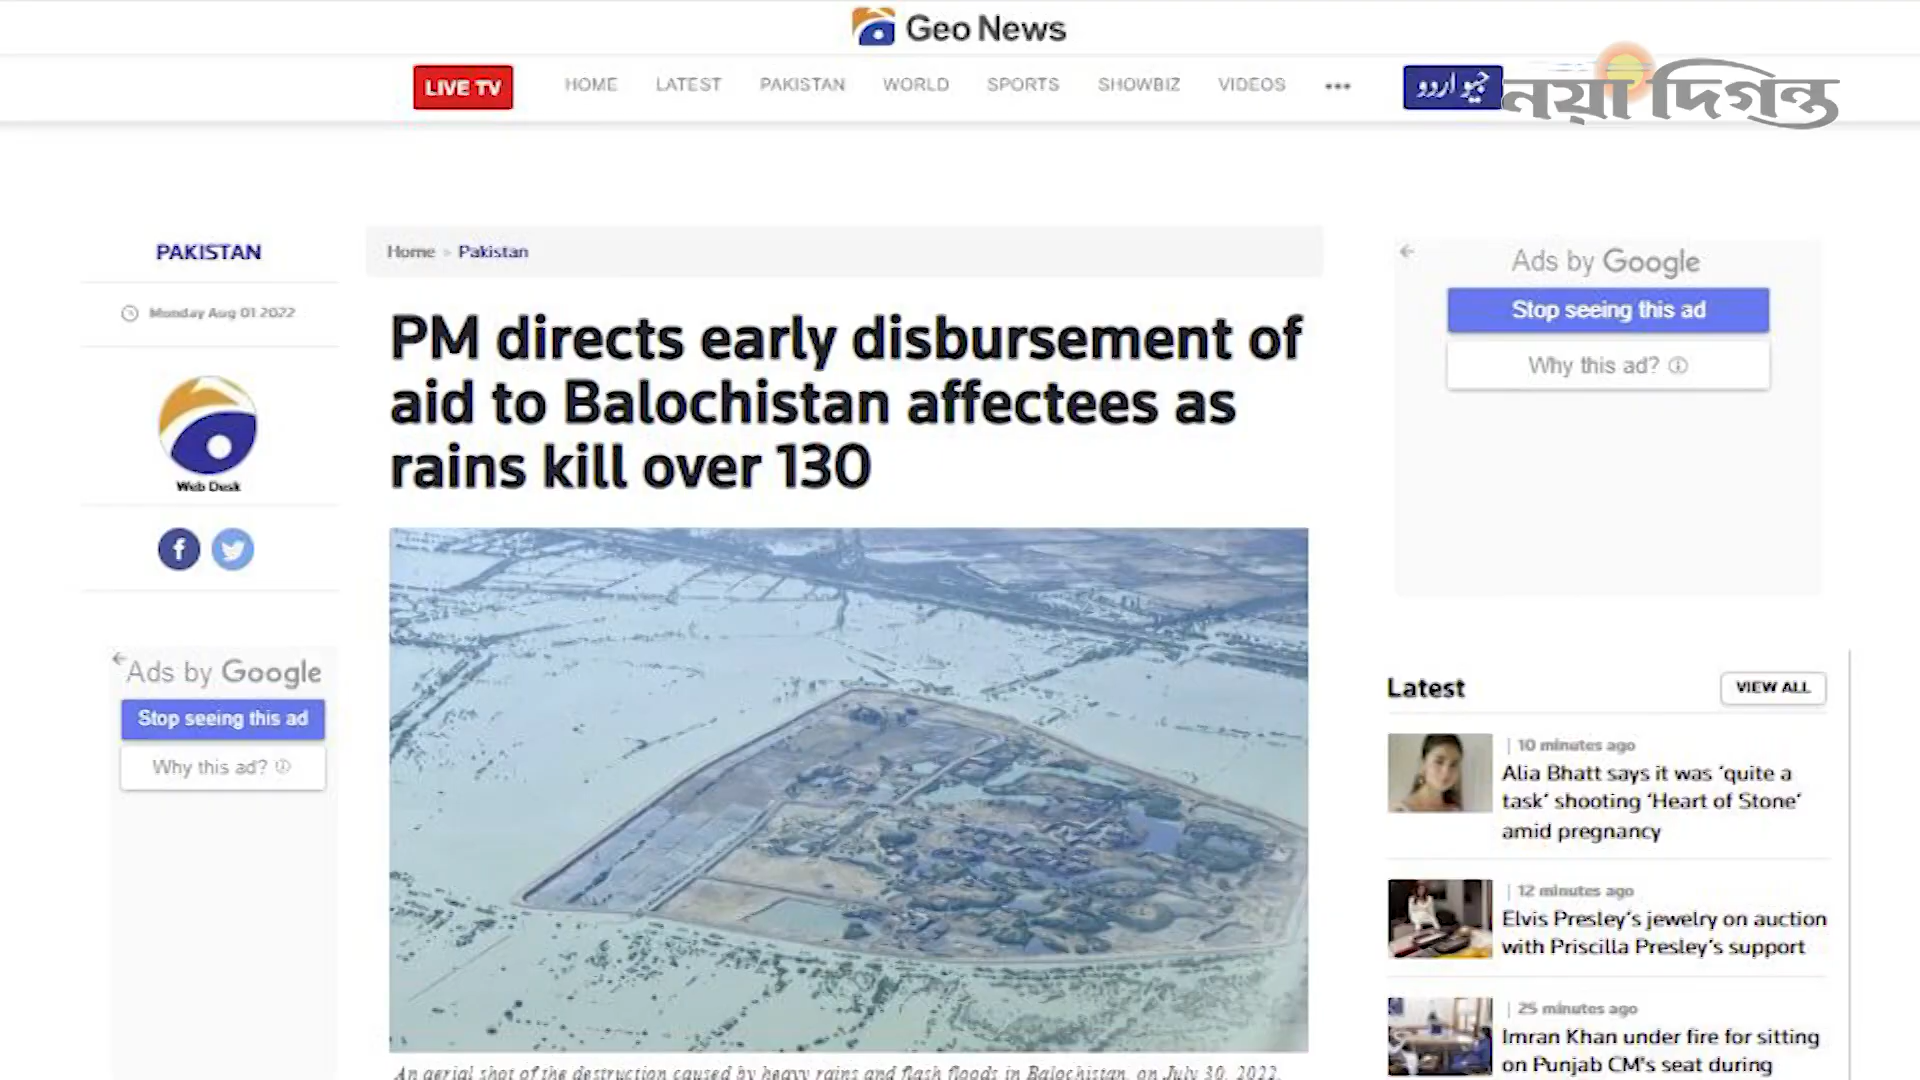 Geo News
LIVE TV
HOME
LATEST
PAKISTAN
WORLD
SPORTS
SHOWBIZ
VIDEOS
جیو اردو
নয়া দিগন্ত
PAKISTAN
Monday Aug 01 2022
Web Desk
Ads by Google
Stop seeing this ad
Why this ad?
Home Pakistan
PM directs early disbursement of
aid to Balochistan affectees as
rains kill over 130
An aerial shot of the destruction caused by heavy rains and flash floods in Balochistan, on July 30, 2022.
Ads by Google
Stop seeing this ad
Why this ad?
Latest
VIEW ALL
| 10 minutes ago
Alia Bhatt says it was ‘quite a
task’ shooting ‘Heart of Stone’
amid pregnancy
| 12 minutes ago
Elvis Presley’s jewelry on auction
with Priscilla Presley’s support
| 25 minutes ago
Imran Khan under fire for sitting
on Punjab CM's seat during